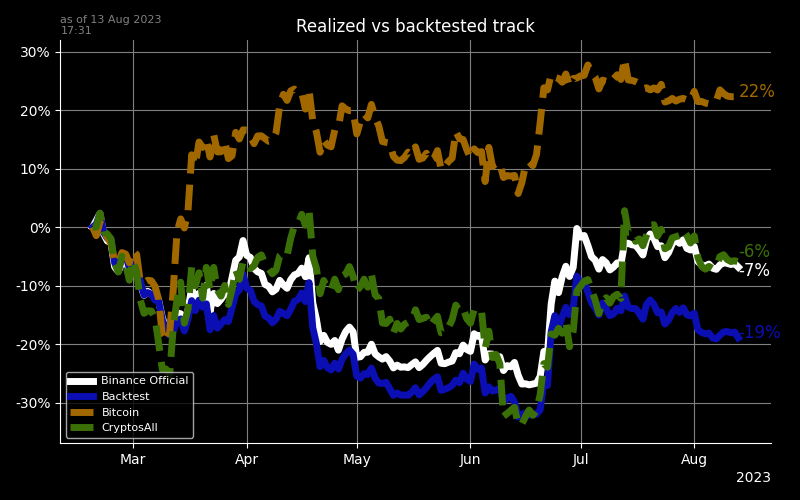 as of 13 Aug 2023
17:31
Realized vs backtested track
30%
20%
10%
0%
-10%
-20%
-30%
22%
-6%
-7%
-19%
Binance Official
Backtest
Bitcoin
CryptosAll
Mar
Apr
May
Jun
Jul
Aug
2023